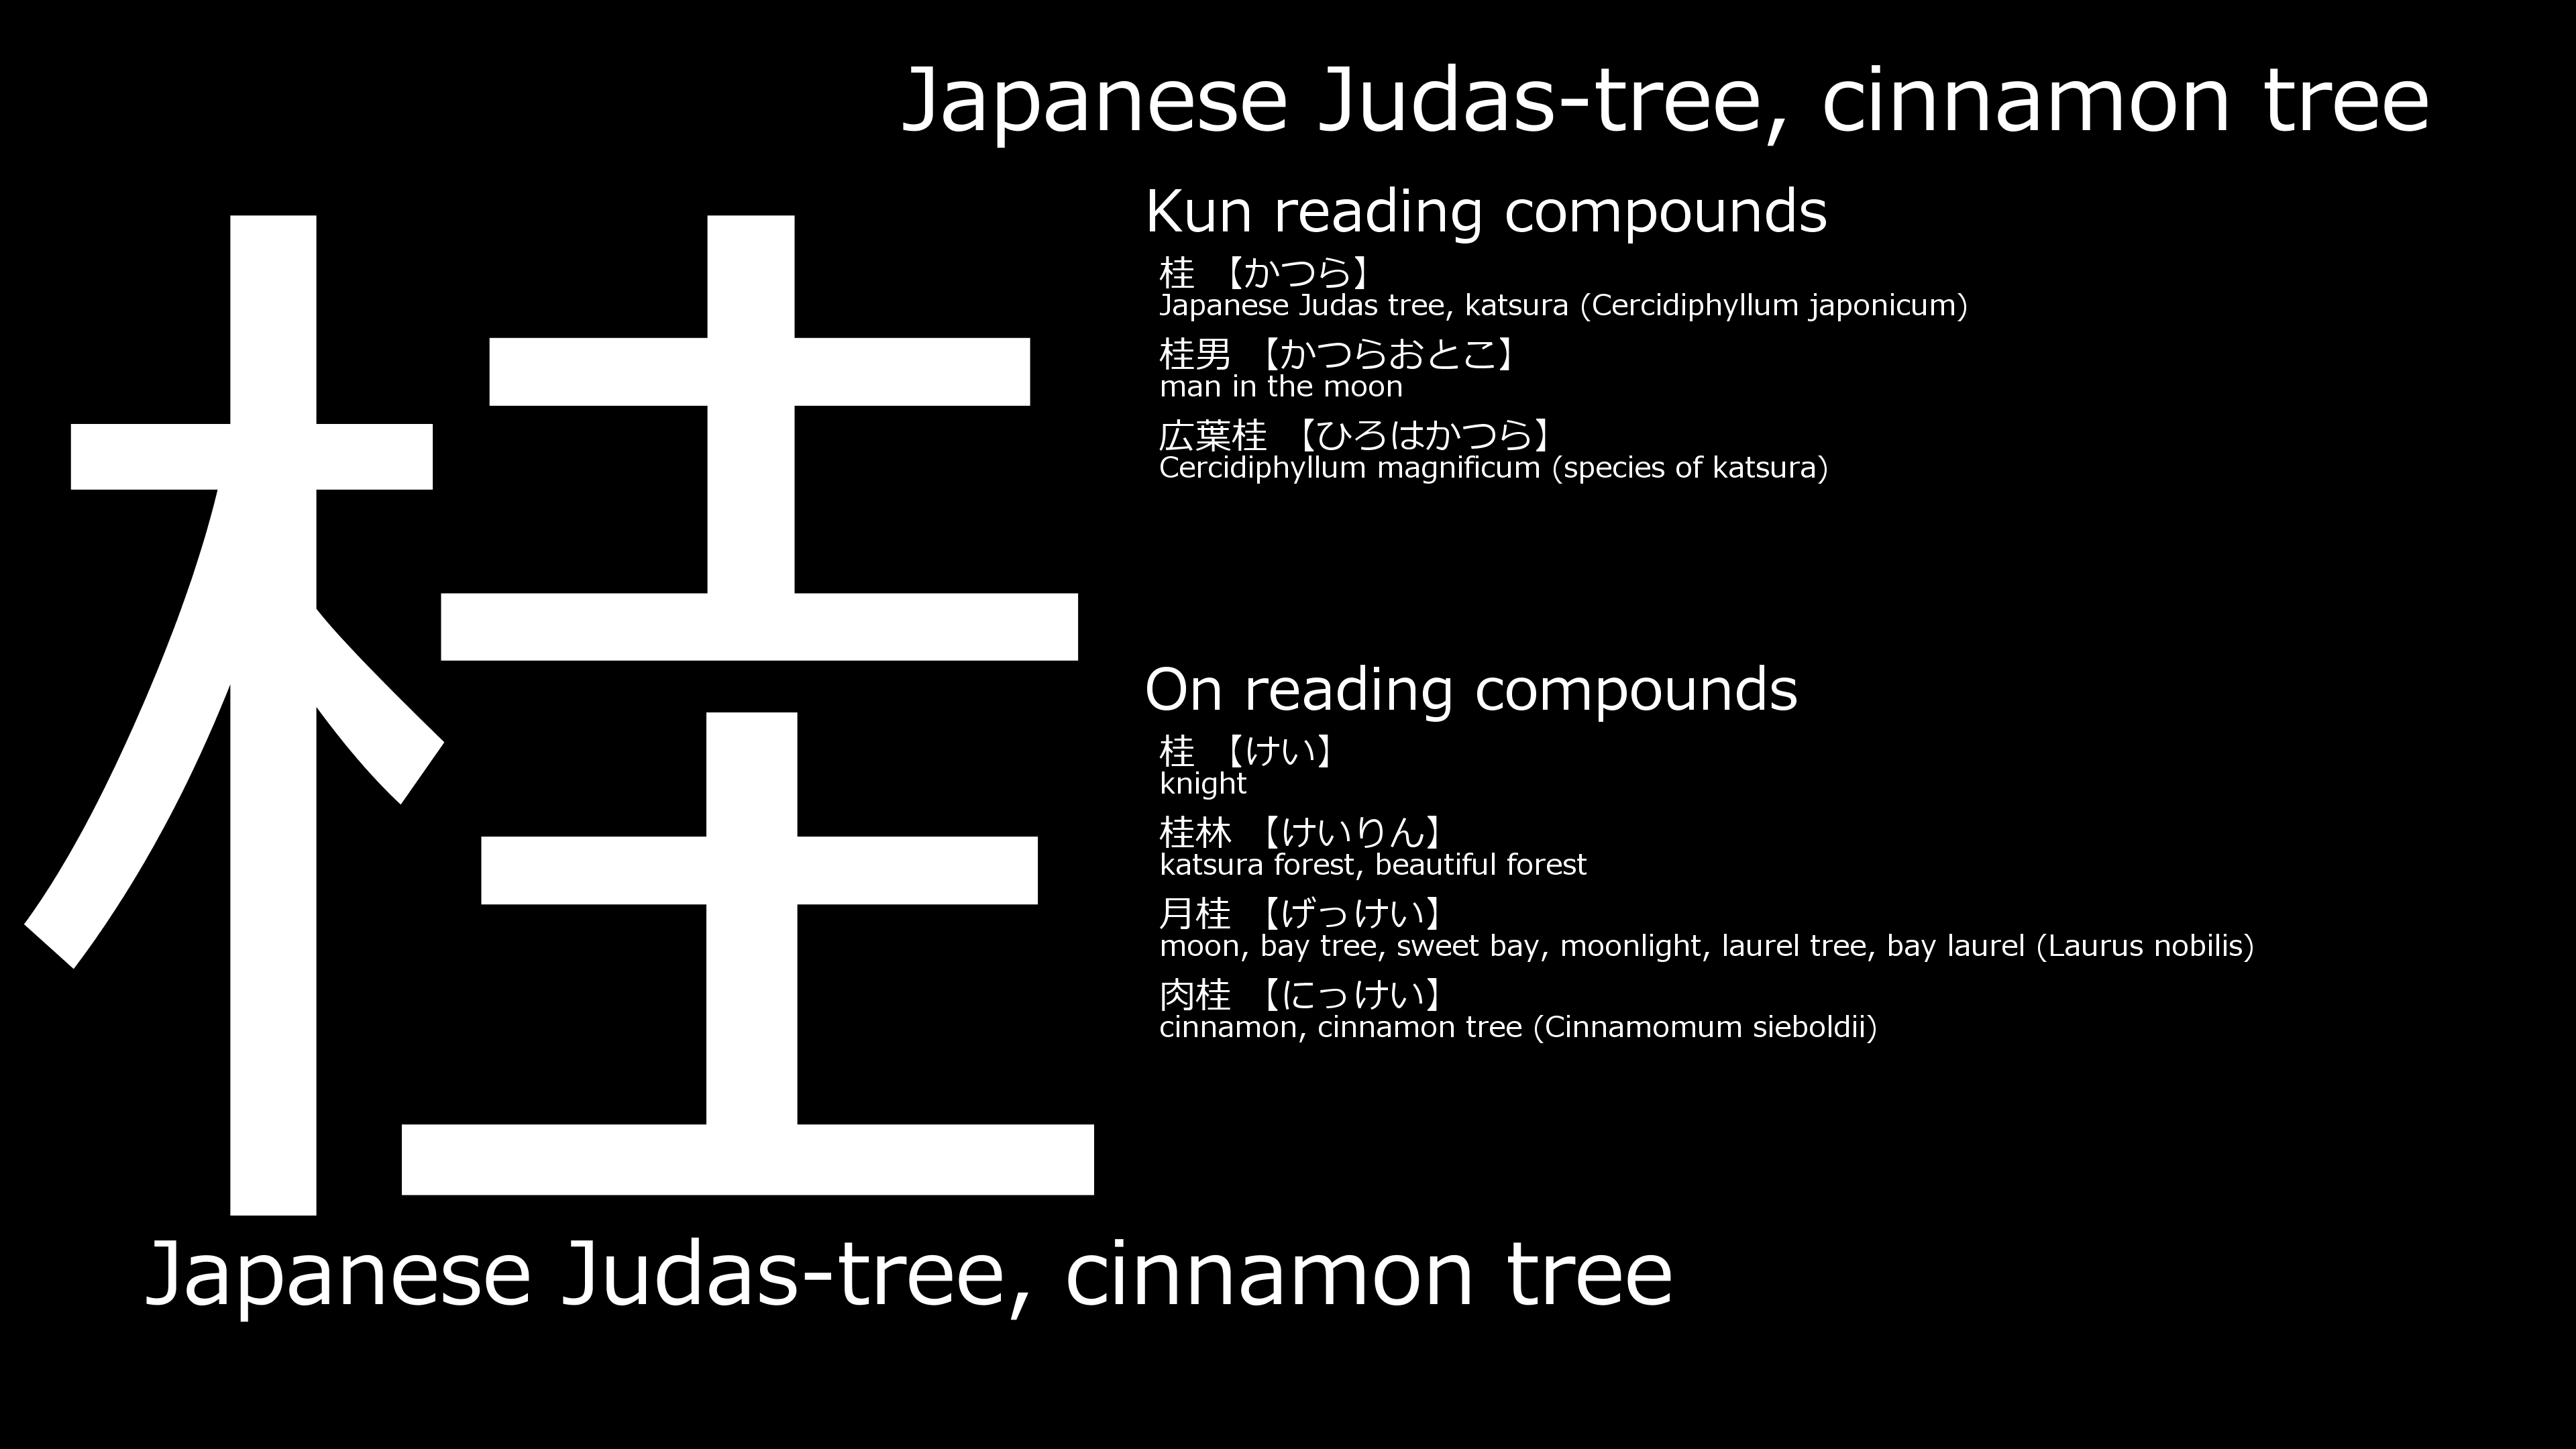 Japanese Judas-tree, cinnamon tree
桂
Kun reading compounds
桂 【かつら】
Japanese Judas tree, katsura (Cercidiphyllum japonicum)
桂男 【かつらおとこ】
man in the moon
広葉桂 【ひろはかつら】
Cercidiphyllum magnificum (species of katsura)
On reading compounds
桂 【けい】
knight
桂林 【けいりん】
katsura forest, beautiful forest
月桂 【げっけい】
moon, bay tree, sweet bay, moonlight, laurel tree, bay laurel (Laurus nobilis)
肉桂 【にっけい】
cinnamon, cinnamon tree (Cinnamomum sieboldii)
Japanese Judas-tree, cinnamon tree